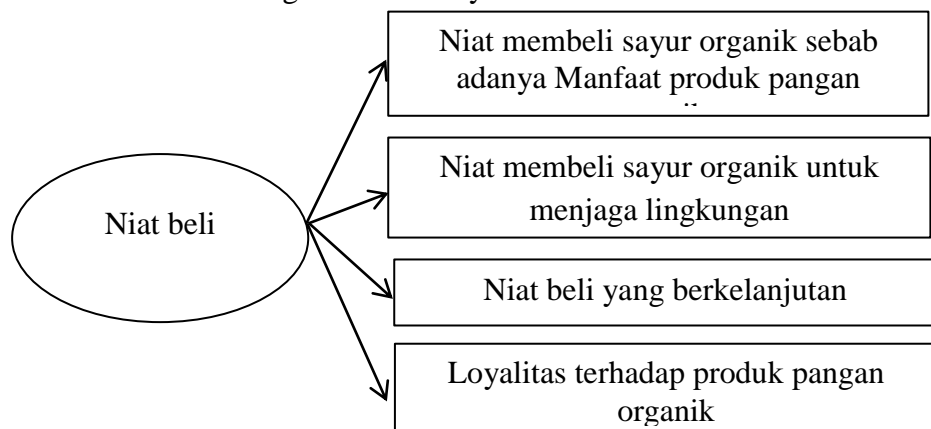 Niat membeli sayur organik sebab
adanya Manfaat produk pangan
Niat membeli sayur organik untuk
menjaga lingkungan
Niat beli
Niat beli yang berkelanjutan
Loyalitas terhadap produk pangan
organik